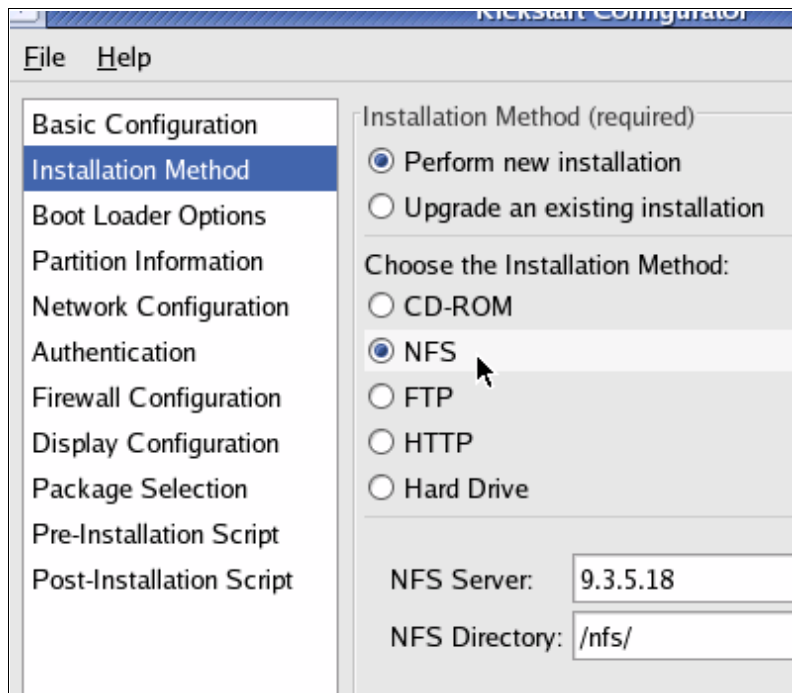 Kickstart Configurator
File Help
Basic Configuration
Installation Method
Boot Loader Options
Partition Information
Network Configuration
Authentication
Firewall Configuration
Display Configuration
Package Selection
Pre-Installation Script
Post-Installation Script
Installation Method (required)
Perform new installation
Upgrade an existing installation
Choose the Installation Method:
CD-ROM
NFS
FTP
HTTP
Hard Drive
NFS Server: 9.3.5.18
NFS Directory: /nfs/